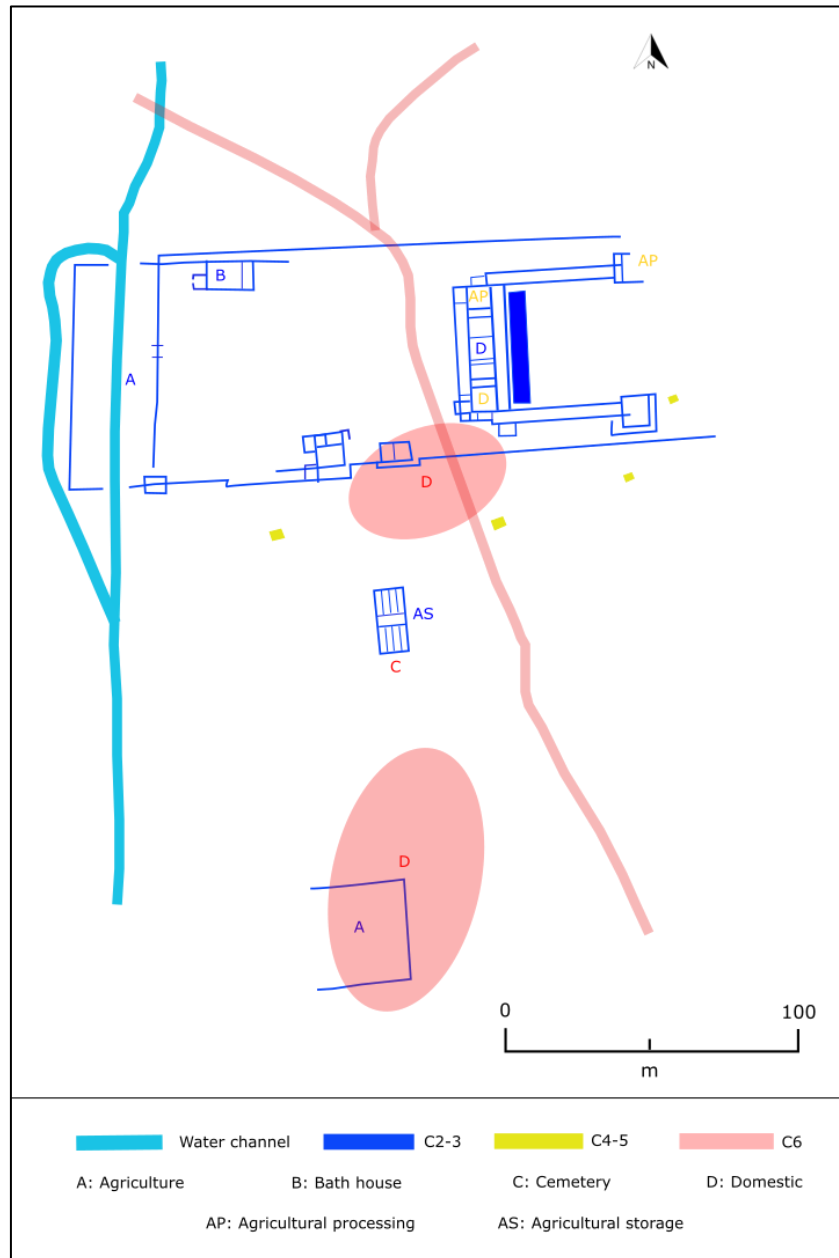 N
B
AP
AP
D
A
D
D
AS
C
D
A
0 100
m
Water channel C2-3 C4-5 C6
A: Agriculture B: Bath house C: Cemetery D: Domestic
AP: Agricultural processing AS: Agricultural storage